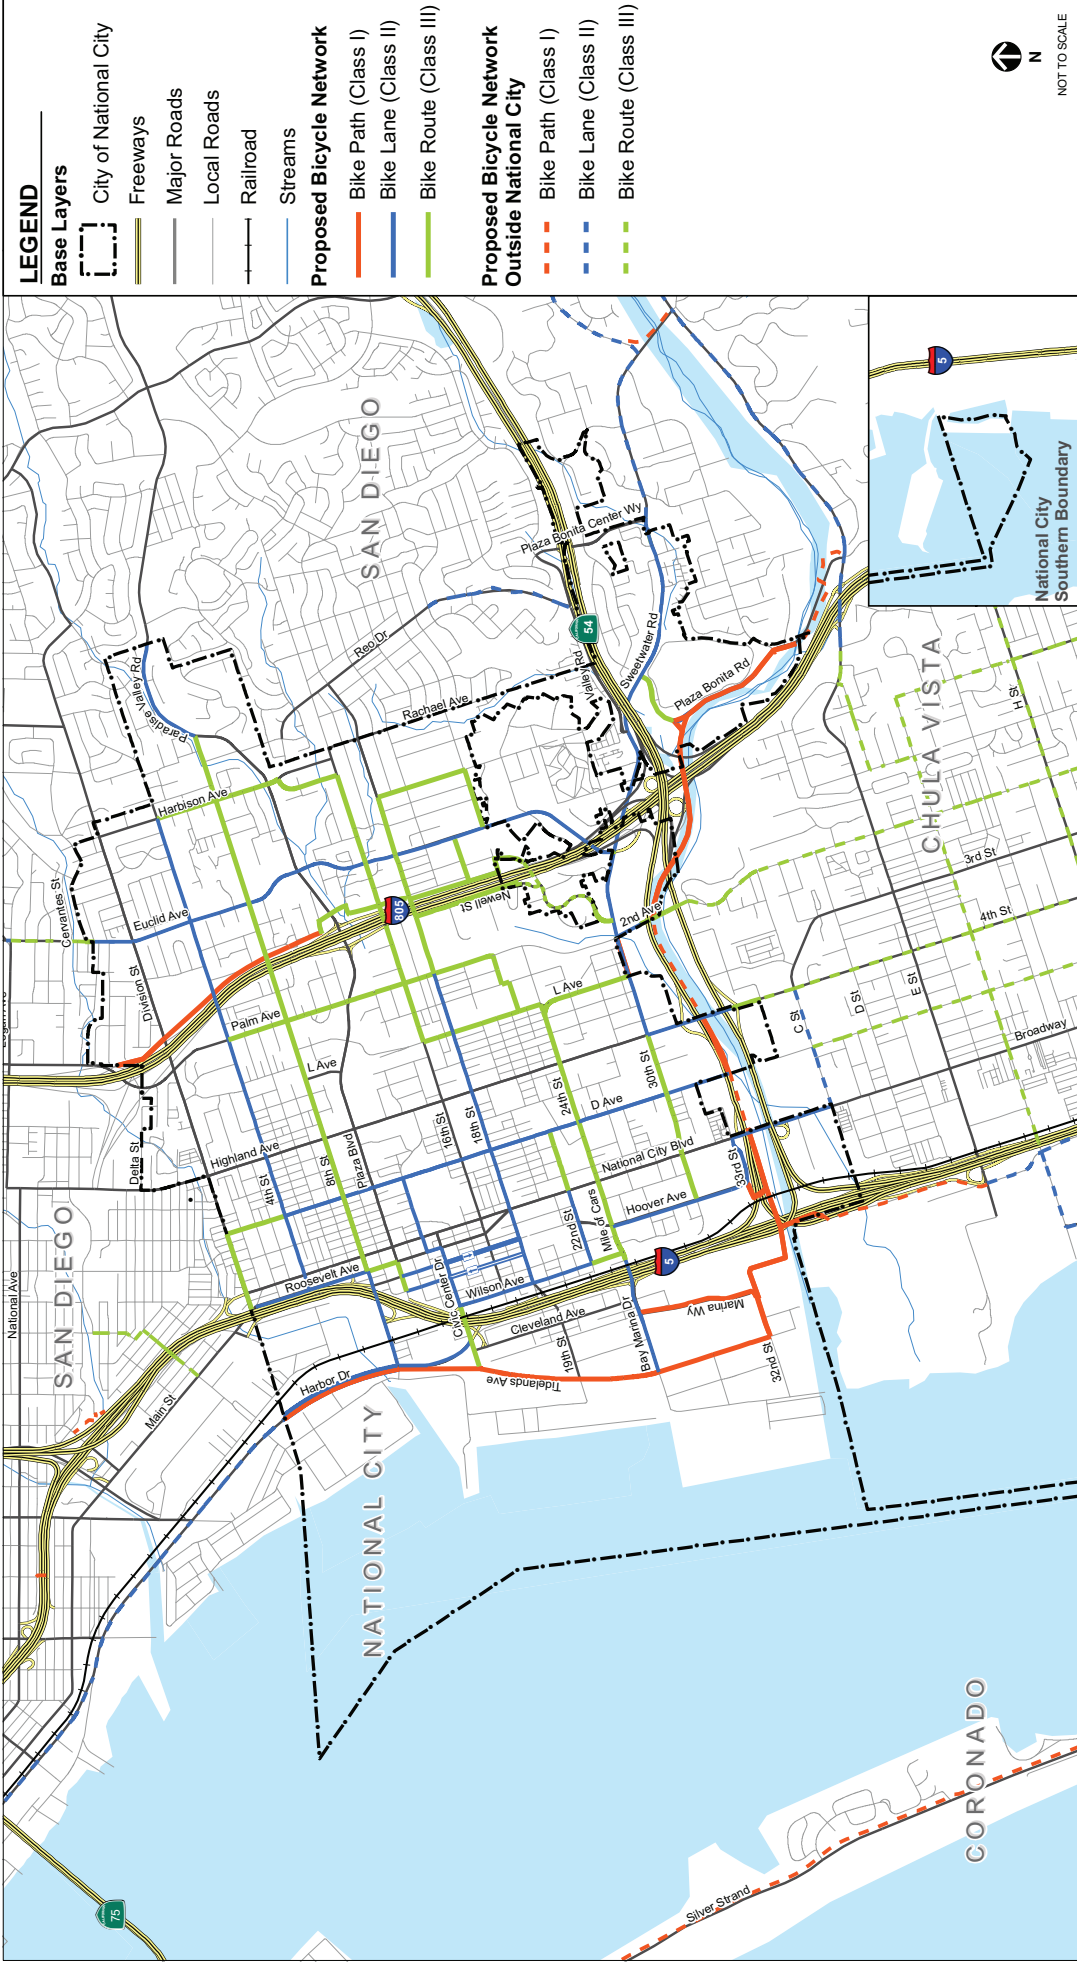 LEGEND
Base Layers
City of National City
Freeways
Major Roads
Local Roads
Railroad
Streams
Proposed Bicycle Network
Bike Path (Class I)
Bike Lane (Class II)
Bike Route (Class III)
Proposed Bicycle Network
Outside National City
Bike Path (Class I)
Bike Lane (Class II)
Bike Route (Class III)
N
NOT TO SCALE
SAN DIEGO
SAN DIEGO
NATIONAL CITY
CHULA VISTA
CORONADO
National City
Southern Boundary
5
5
54
805
75
National Ave
Main St
Harbor Dr
Delta St
Division St
Cervantes St
Euclid Ave
Harbison Ave
Paradise Valley Rd
Reo Dr
Rachael Ave
Plaza Bonita Center Wy
Valley Rd
Sweetwater Rd
Plaza Bonita Rd
Newell St
2nd Ave
Palm Ave
L Ave
L Ave
Highland Ave
4th St
8th St
Plaza Blvd
16th St
18th St
24th St
30th St
D Ave
National City Blvd
Roosevelt Ave
Civic Center Dr
Wilson Ave
22nd St
Mile of Cars
Hoover Ave
33rd St
Cleveland Ave
19th St
Bay Marina Dr
Marina Wy
32nd St
Tidelands Ave
Silver Strand
C St
D St
E St
H St
3rd St
4th St
Broadway